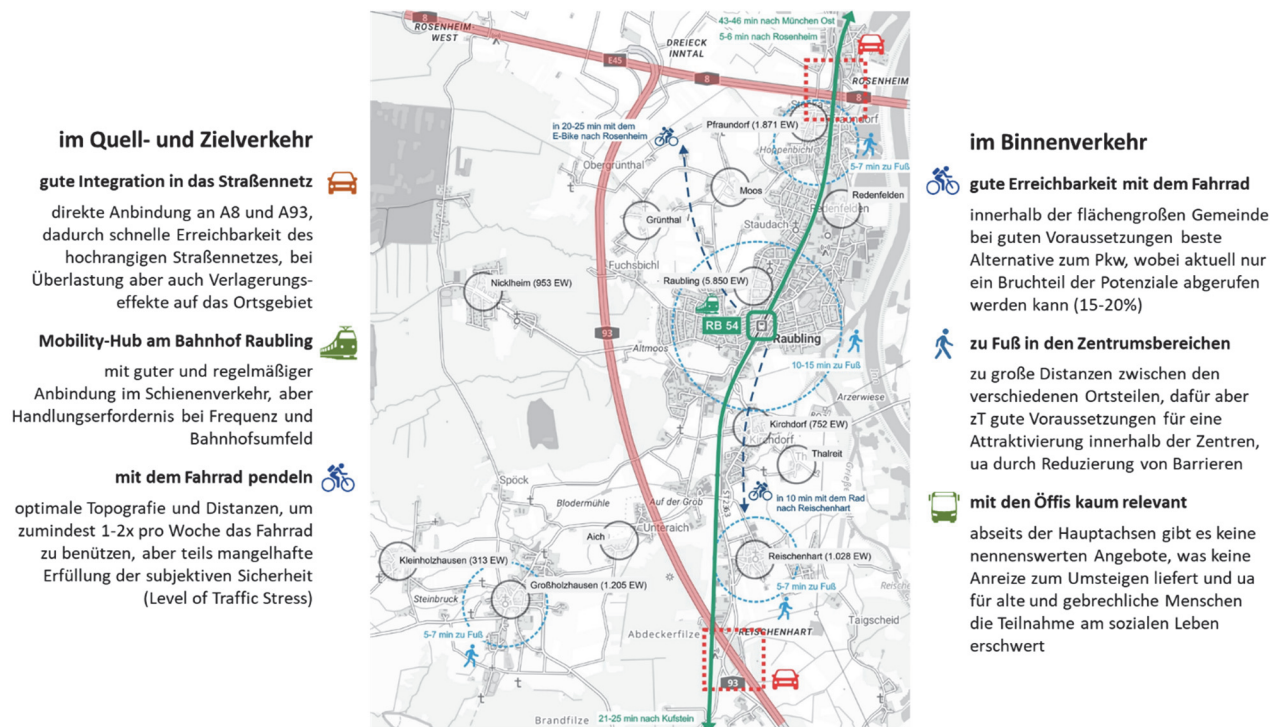 im Quell- und Zielverkehr
gute Integration in das Straßennetz
direkte Anbindung an A8 und A93,
dadurch schnelle Erreichbarkeit des
hochrangigen Straßennetzes, bei
Überlastung aber auch Verlagerungs-
effekte auf das Ortsgebiet
Mobility-Hub am Bahnhof Raubling
mit guter und regelmäßiger
Anbindung im Schienenverkehr, aber
Handlungserfordernis bei Frequenz und
Bahnhofsumfeld
mit dem Fahrrad pendeln
optimale Topografie und Distanzen, um
zumindest 1-2x pro Woche das Fahrrad
zu benützen, aber teils mangelhafte
Erfüllung der subjektiven Sicherheit
(Level of Traffic Stress)
8
ROSENHEIM
WEST
43-46 min nach München Ost
5-6 min nach Rosenheim
DREIECK
INNTAL
E45
8
ROSENHEIM
8
in 20-25 min mit dem
E-Bike nach Rosenheim
Pfraundorf (1.871 EW)
Hoppenbichl
5-7 min zu Fuß
Obergrünthal
Moos
Redenfelden
Redenfelden
Grünthal
Staudach
Fuchsbichl
Nicklheim (953 EW)
Raubling (5.850 EW)
RB 54
93
Raubling
Altmoos
10-15 min zu Fuß
Arzerwiese
Kirchdorf (752 EW)
Kirchdorf
Thalreit
Spöck
Blodermühle
Auf der Grob
in 10 min mit dem Rad
nach Reischenhart
Unteraich
Aich
Kleinholzhausen (313 EW)
Reischenhart (1.028 EW)
Großholzhausen (1.205 EW)
5-7 min zu Fuß
Steinbruck
Taigscheid
5-7 min zu Fuß
Abdeckerfilze
REISCHENHART
93
Brandfilze
21-25 min nach Kufstein
im Binnenverkehr
gute Erreichbarkeit mit dem Fahrrad
innerhalb der flächengroßen Gemeinde
bei guten Voraussetzungen beste
Alternative zum Pkw, wobei aktuell nur
ein Bruchteil der Potenziale abgerufen
werden kann (15-20%)
zu Fuß in den Zentrumsbereichen
zu große Distanzen zwischen den
verschiedenen Ortsteilen, dafür aber
zT gute Voraussetzungen für eine
Attraktivierung innerhalb der Zentren,
ua durch Reduzierung von Barrieren
mit den Öffis kaum relevant
abseits der Hauptachsen gibt es keine
nennenswerten Angebote, was keine
Anreize zum Umsteigen liefert und ua
für alte und gebrechliche Menschen
die Teilnahme am sozialen Leben
erschwert